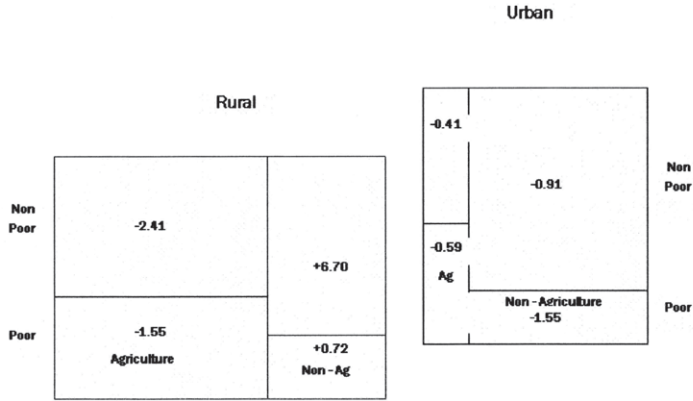 Urban
Rural
-0.41
-0.91
Non
Poor
-0.59
Ag
Non - Agriculture
-1.55
Poor
Non
Poor
-2.41
+6.70
Poor
-1.55
Agriculture
+0.72
Non - Ag